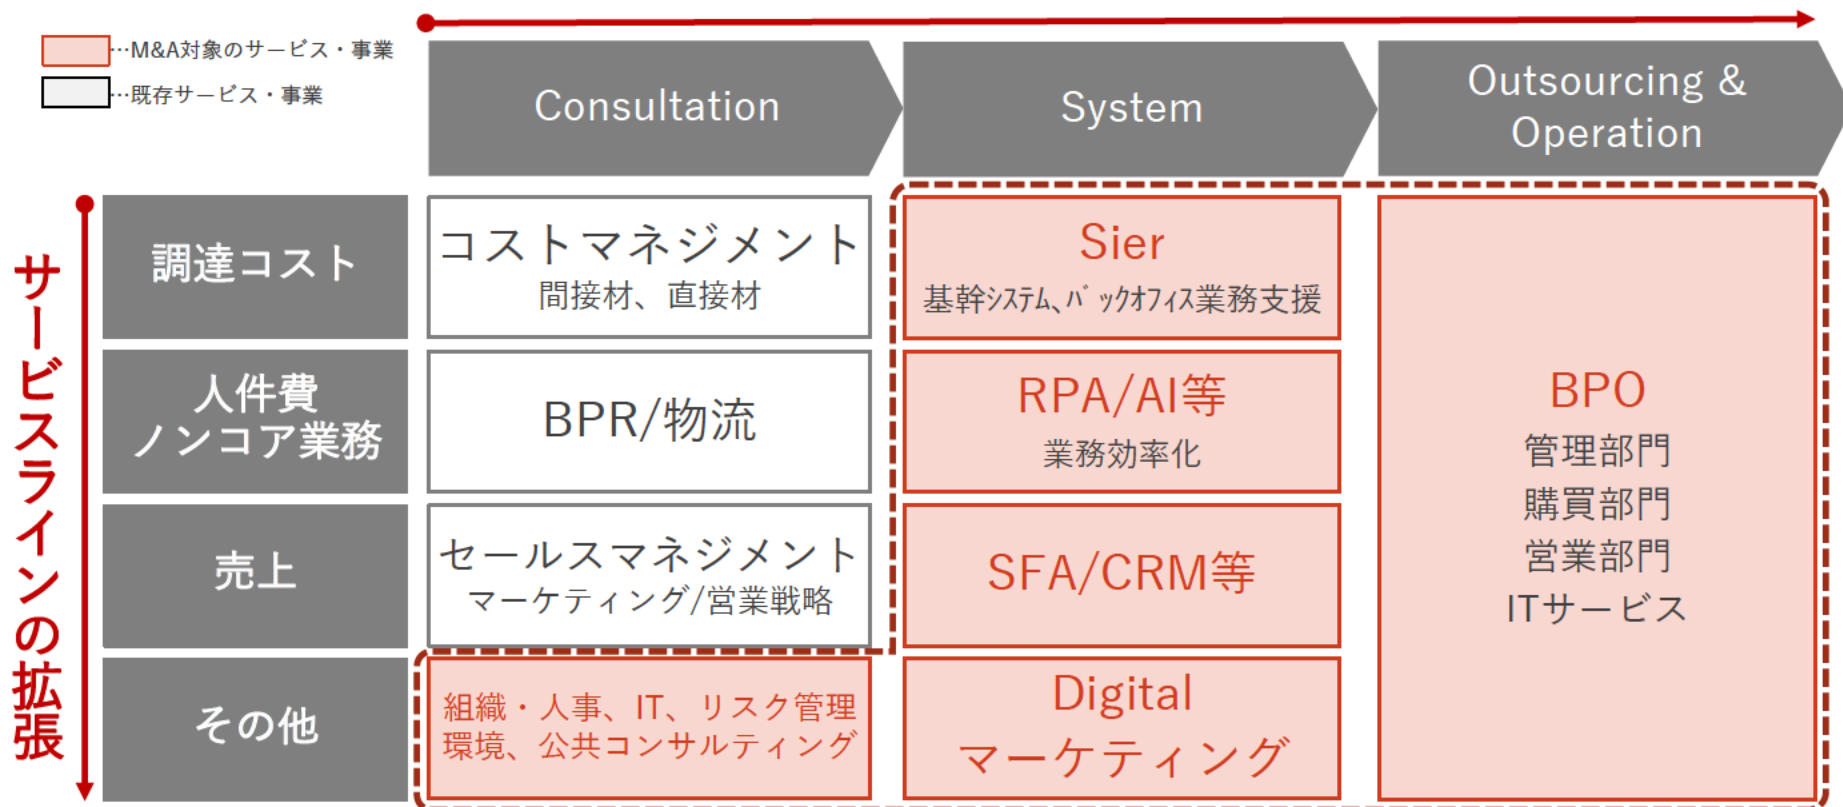 …M&A対象のサービス・事業
…既存サービス・事業
Consultation
System
Outsourcing &
Operation
サービスラインの拡張
調達コスト
コストマネジメント
間接材、直接材
Sier
基幹ｼｽﾃﾑ､ﾊﾞｯｸｵﾌｨｽ業務支援
人件費
ノンコア業務
BPR/物流
RPA/AI等
業務効率化
売上
セールスマネジメント
マーケティング/営業戦略
SFA/CRM等
その他
組織・人事、IT、リスク管理
環境、公共コンサルティング
Digital
マーケティング
BPO
管理部門
購買部門
営業部門
ITサービス